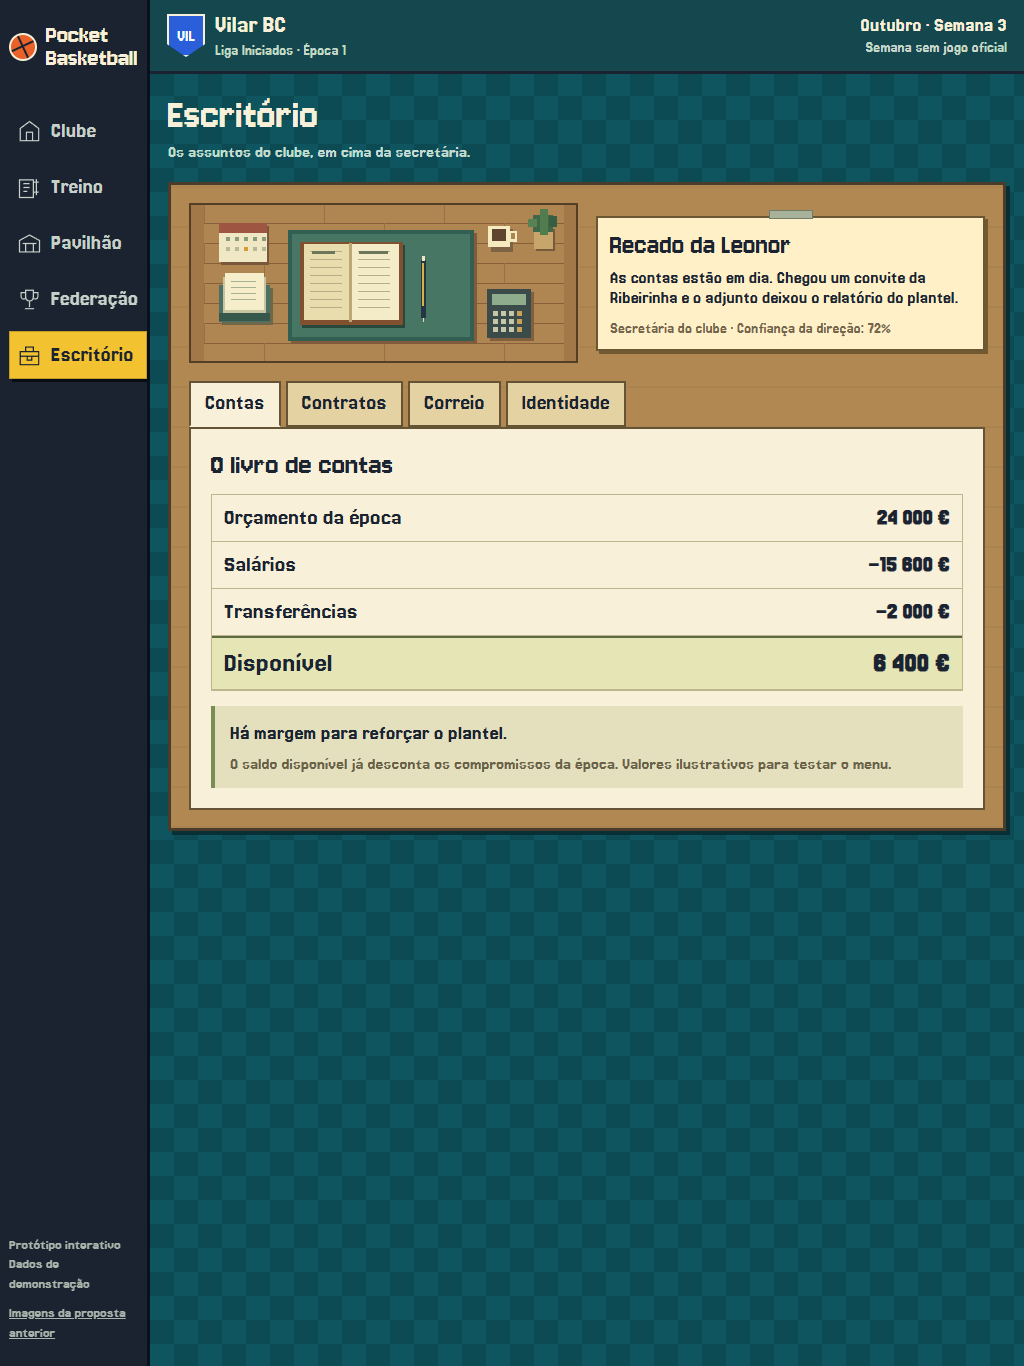 Pocket
Basketball
Clube
Treino
Pavilhão
Federação
Escritório
Protótipo interativo
Dados de
demonstração
Imagens da proposta
anterior
VIL
Vilar BC
Liga Iniciados · Época 1
Outubro · Semana 3
Semana sem jogo oficial
Escritório
Os assuntos do clube, em cima da secretária.
Recado da Leonor
As contas estão em dia. Chegou um convite da
Ribeirinha e o adjunto deixou o relatório do plantel.
Secretária do clube · Confiança da direção: 72%
Contas
Contratos
Correio
Identidade
O livro de contas
Orçamento da época 24 000 €
Salários −15 600 €
Transferências −2 000 €
Disponível 6 400 €
Há margem para reforçar o plantel.
O saldo disponível já desconta os compromissos da época. Valores ilustrativos para testar o menu.